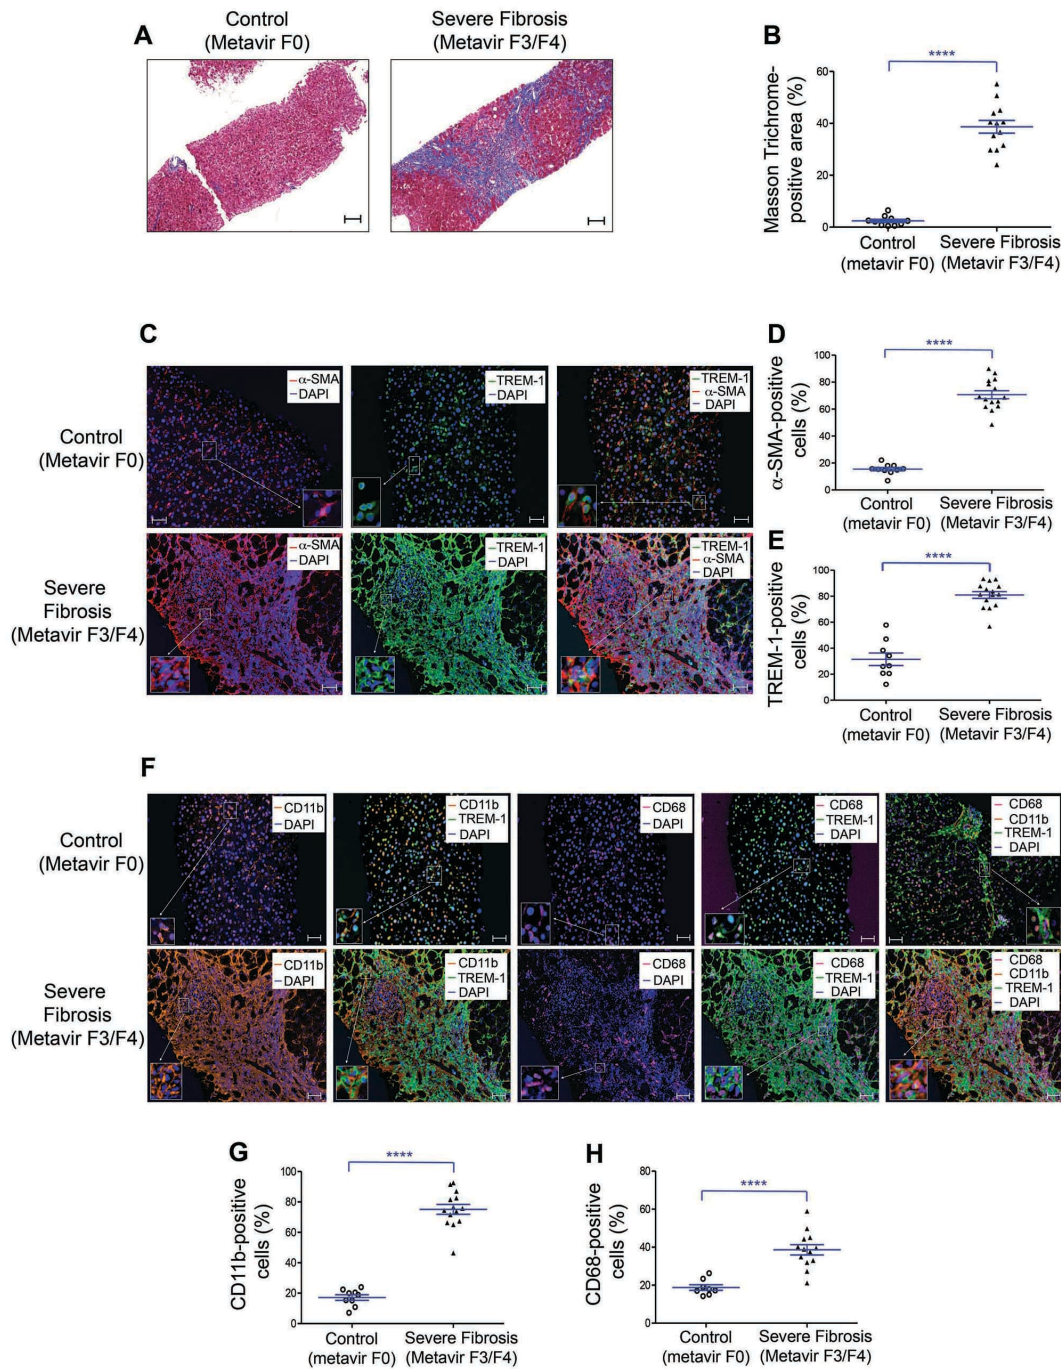 A
Control
(Metavir F0)
Severe Fibrosis
(Metavir F3/F4)
B
****
Masson Trichrome-
positive area (%)
60
40
20
0
Control
(metavir F0)
Severe Fibrosis
(Metavir F3/F4)
C
Control
(Metavir F0)
α-SMA
DAPI
TREM-1
DAPI
TREM-1
α-SMA
DAPI
Severe
Fibrosis
(Metavir F3/F4)
α-SMA
DAPI
TREM-1
DAPI
TREM-1
α-SMA
DAPI
D
****
α-SMA-positive
cells (%)
100
80
60
40
20
0
Control
(metavir F0)
Severe Fibrosis
(Metavir F3/F4)
E
****
TREM-1-positive
cells (%)
100
80
60
40
20
0
Control
(metavir F0)
Severe Fibrosis
(Metavir F3/F4)
F
Control
(Metavir F0)
CD11b
DAPI
CD11b
TREM-1
DAPI
CD68
DAPI
CD68
TREM-1
DAPI
CD68
CD11b
TREM-1
DAPI
Severe
Fibrosis
(Metavir F3/F4)
CD11b
DAPI
CD11b
TREM-1
DAPI
CD68
DAPI
CD68
TREM-1
DAPI
CD68
CD11b
TREM-1
DAPI
G
****
CD11b-positive
cells (%)
100
80
60
40
20
0
Control
(metavir F0)
Severe Fibrosis
(Metavir F3/F4)
H
****
CD68-positive
cells (%)
80
60
40
20
0
Control
(metavir F0)
Severe Fibrosis
(Metavir F3/F4)